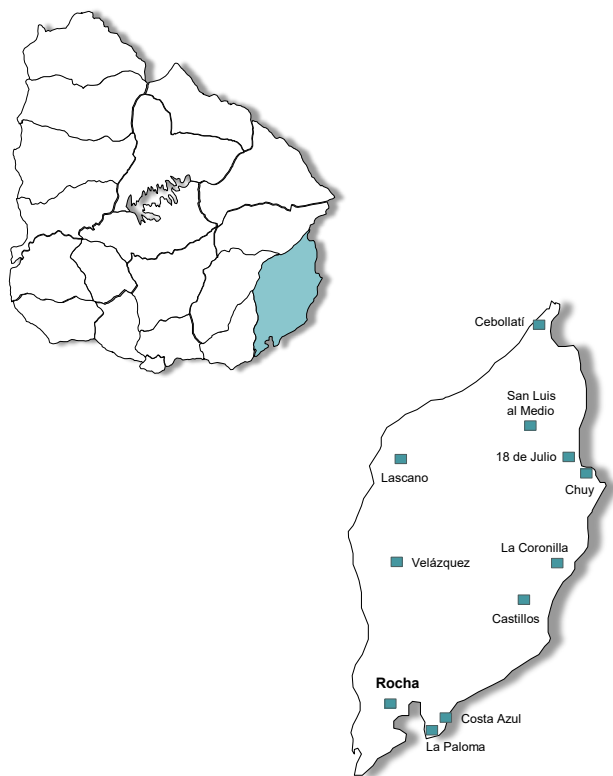 Cebollatí
San Luis
al Medio
18 de Julio
Lascano
Chuy
La Coronilla
Velázquez
Castillos
Rocha
Costa Azul
La Paloma